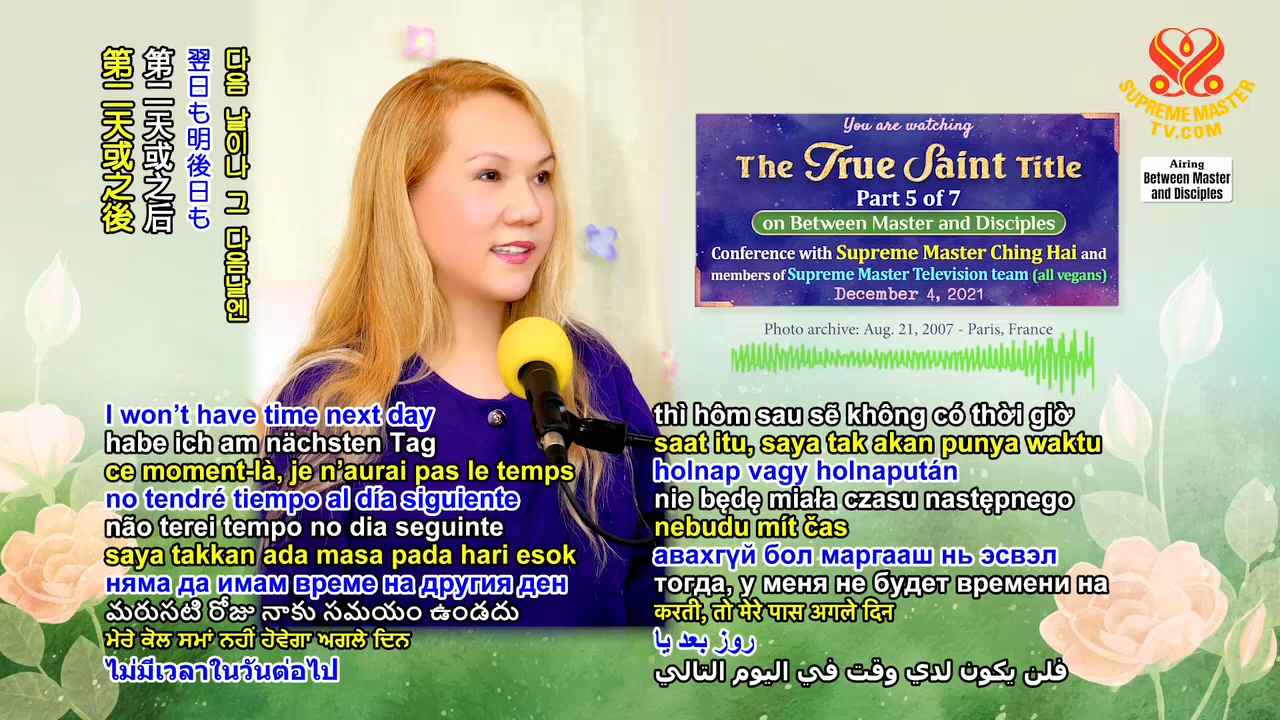 第二天或之後
第二天或之后
翌日も明後日も
다음 날이나 그 다음날엔
SUPREME MASTER
TV.COM
You are watching
The True Saint Title
Part 5 of 7
on Between Master and Disciples
Conference with Supreme Master Ching Hai and
members of Supreme Master Television team (all vegans)
December 4, 2021
Airing
Between Master
and Disciples
Photo archive: Aug. 21, 2007 - Paris, France
I won’t have time next day
habe ich am nächsten Tag
ce moment-là, je n’aurai pas le temps
no tendré tiempo al día siguiente
não terei tempo no dia seguinte
saya takkan ada masa pada hari esok
няма да имам време на другия ден
మరుసటి రోజు నాకు సమయం ఉండదు
ਮੇਰੇ ਕੋਲ ਸਮਾਂ ਨਹੀਂ ਹੋਵੇਗਾ ਅਗਲੇ ਦਿਨ
ไม่มีเวลาในวันต่อไป
thì hôm sau sẽ không có thời giờ
saat itu, saya tak akan punya waktu
holnap vagy holnapután
nie będę miała czasu następnego
nebudu mít čas
авахгүй бол маргааш нь эсвэл
тогда, у меня не будет времени на
करती, तो मेरे पास अगले दिन
روز بعد یا
فلن يكون لدي وقت في اليوم التالي